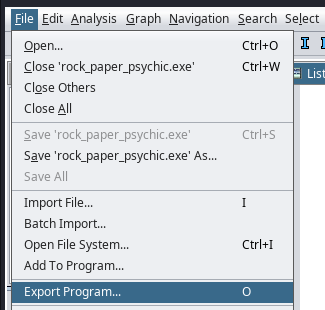 File Edit Analysis Graph Navigation Search Select
Open... Ctrl+O
Close 'rock_paper_psychic.exe' Ctrl+W
Close Others
Close All
List
Save 'rock_paper_psychic.exe' Ctrl+S
Save 'rock_paper_psychic.exe' As...
Save All
Import File... I
Batch Import...
Open File System... Ctrl+I
Add To Program...
Export Program... O